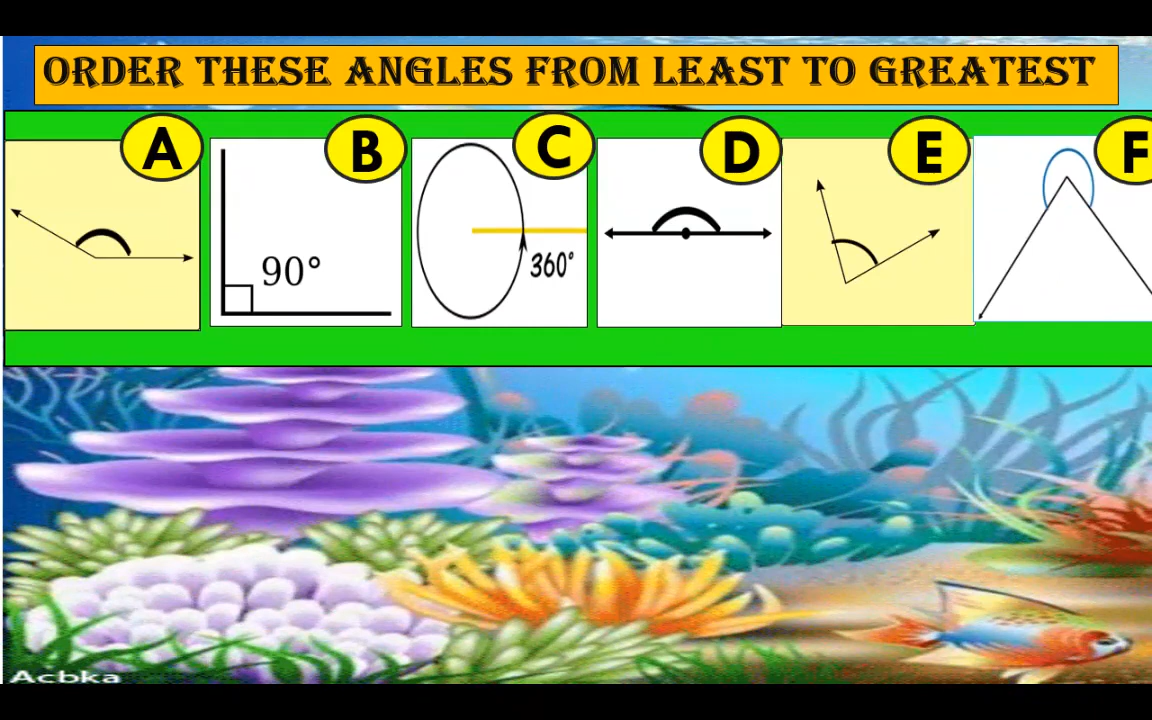 ORDER THESE ANGLES FROM LEAST TO GREATEST
A B C D E F
90°
360°
Acbka